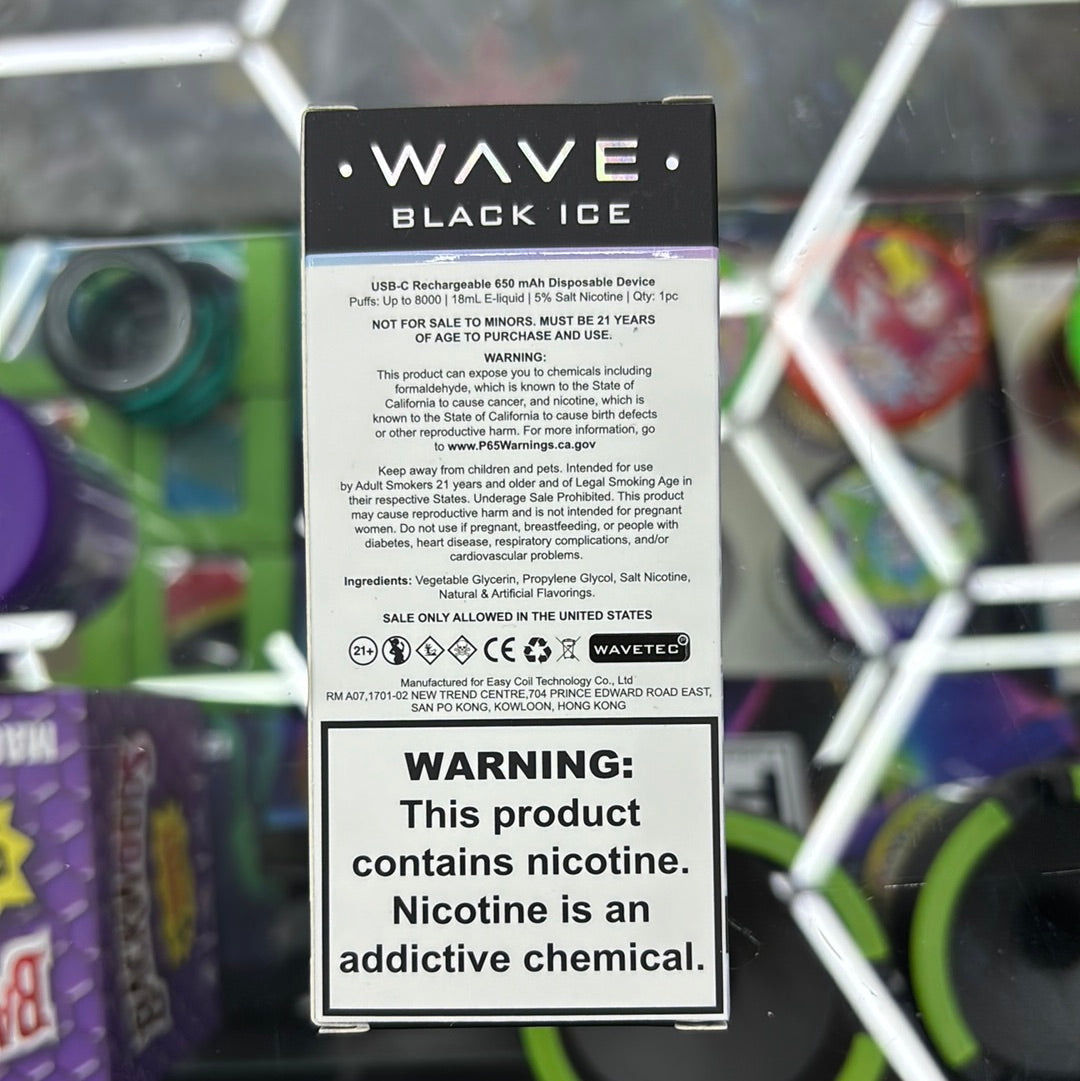 • WAVE •
BLACK ICE
USB-C Rechargeable 650 mAh Disposable Device
Puffs: Up to 8000 | 18mL E-liquid | 5% Salt Nicotine | Qty: 1pc
NOT FOR SALE TO MINORS. MUST BE 21 YEARS
OF AGE TO PURCHASE AND USE.
WARNING:
This product can expose you to chemicals including
formaldehyde, which is known to the State of
California to cause cancer, and nicotine, which is
known to the State of California to cause birth defects
or other reproductive harm. For more information, go
to www.P65Warnings.ca.gov
Keep away from children and pets. Intended for use
by Adult Smokers 21 years and older and of Legal Smoking Age in
their respective States. Underage Sale Prohibited. This product
may cause reproductive harm and is not intended for pregnant
women. Do not use if pregnant, breastfeeding, or people with
diabetes, heart disease, respiratory complications, and/or
cardiovascular problems.
Ingredients: Vegetable Glycerin, Propylene Glycol, Salt Nicotine,
Natural & Artificial Flavorings.
SALE ONLY ALLOWED IN THE UNITED STATES
21+ CE WAVETEC®
Manufactured for Easy Coil Technology Co., Ltd
RM A07,1701-02 NEW TREND CENTRE,704 PRINCE EDWARD ROAD EAST,
SAN PO KONG, KOWLOON, HONG KONG
WARNING:
This product
contains nicotine.
Nicotine is an
addictive chemical.
BACKWOODS